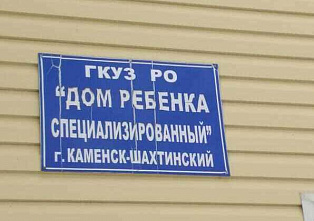 ГКУЗ РО
"ДОМ РЕБЕНКА
СПЕЦИАЛИЗИРОВАННЫЙ"
г. КАМЕНСК-ШАХТИНСКИЙ